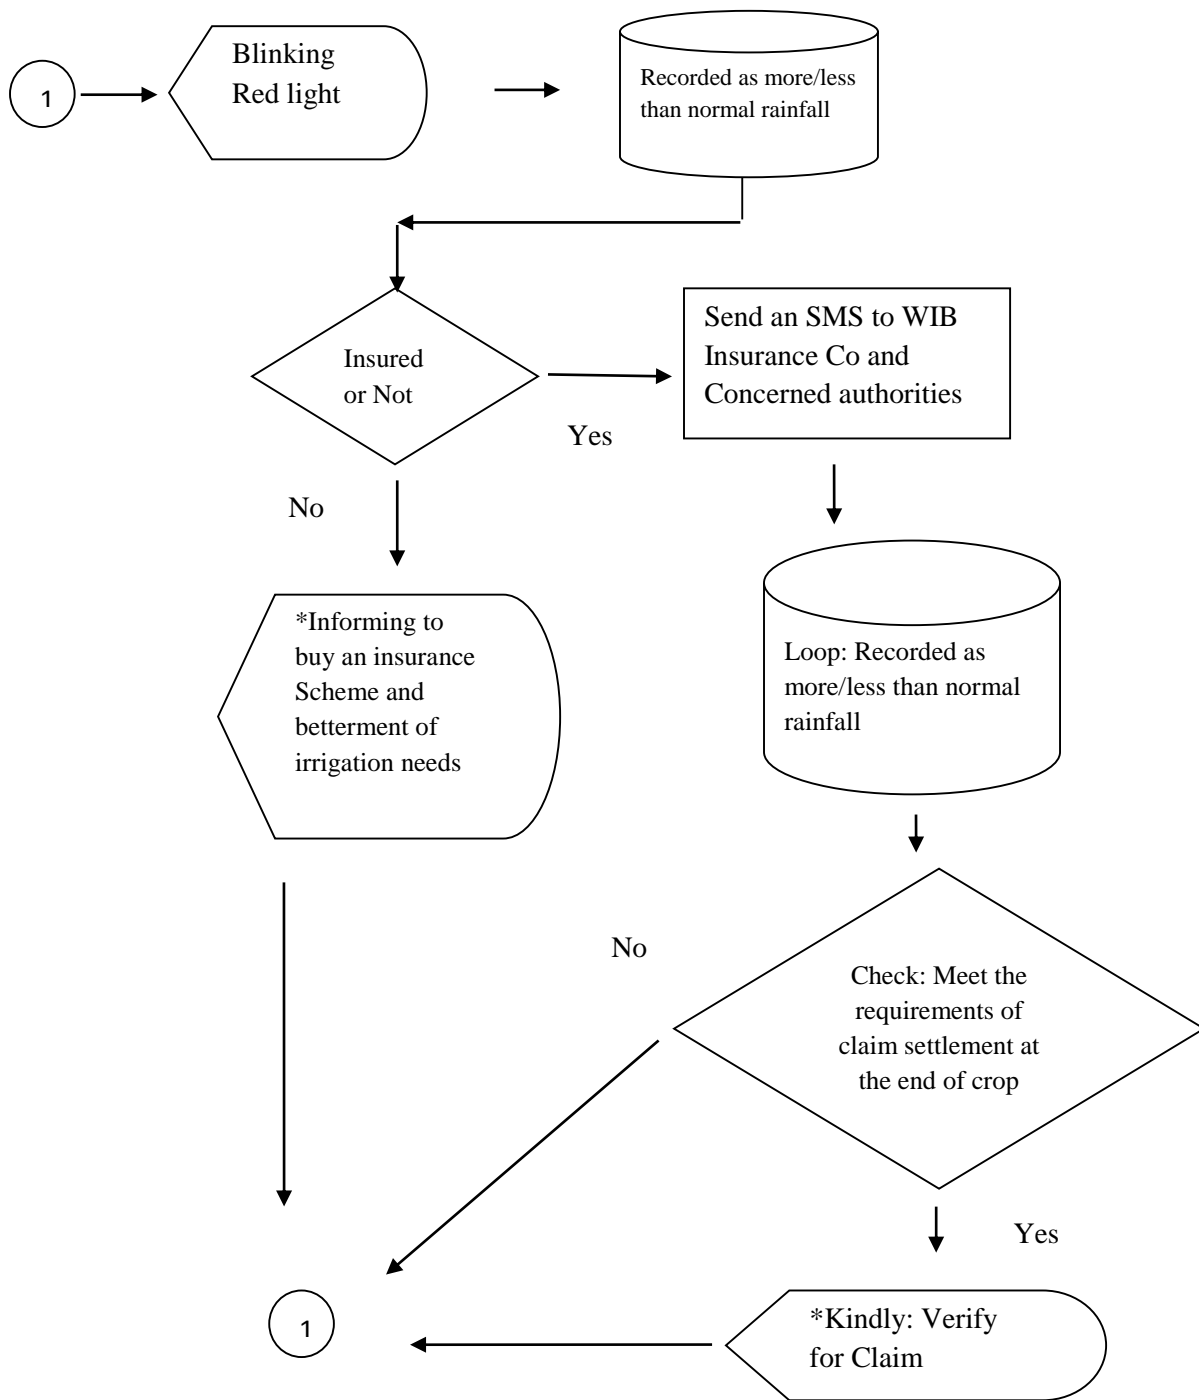 1
Blinking
Red light
Recorded as more/less
than normal rainfall
Insured
or Not
Yes
Send an SMS to WIB
Insurance Co and
Concerned authorities
No
*Informing to
buy an insurance
Scheme and
betterment of
irrigation needs
Loop: Recorded as
more/less than normal
rainfall
No
Check: Meet the
requirements of
claim settlement at
the end of crop
Yes
1
*Kindly: Verify
for Claim